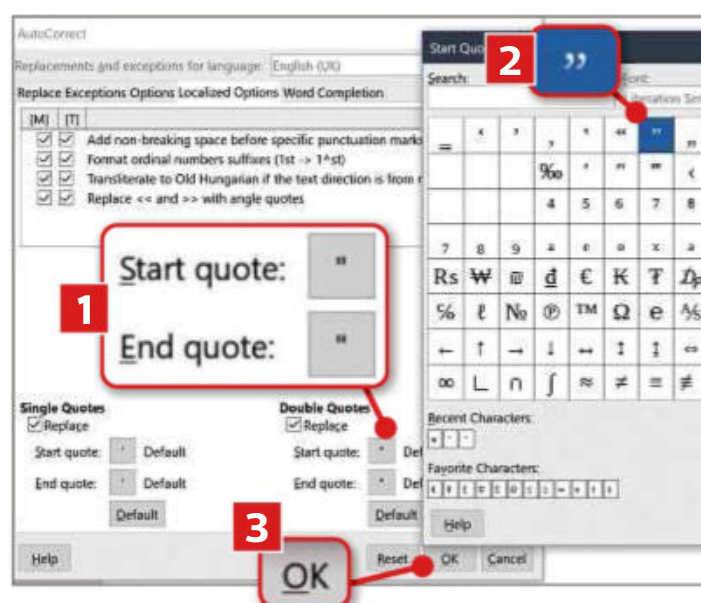 AutoCorrect
Replacements and exceptions for language: English (UK)
Replace Exceptions Options Localized Options Word Completion
[M] [T]
Add non-breaking space before specific punctuation marks
Format ordinal numbers suffixes (1st -> 1^st)
Transliterate to Old Hungarian if the text direction is from
Replace << and >> with angle quotes
1
Start quote: "
End quote: "
Single Quotes
Replace
Start quote: ' Default
End quote: ' Default
Default
Double Quotes
Replace
Start quote: "
End quote: "
Default
Help
Reset
3
OK
Start
2
”
Search:
= ‘ ’ ‚ ‛ “ ” „
‰
4 5 6 7 8
7 8 9
Rs ₩ ₪ ₫ € ₭ ₮ ₯
℅ ℓ № ℗ ™ Ω ℮ ⅍
← ↑ → ↓ ↔ ↕ ↨ ⇔
∞ ∟ ∩ ∫ ≈ ≠ ≡ ≢
Recent Characters:
Favorite Characters:
Help
OK Cancel